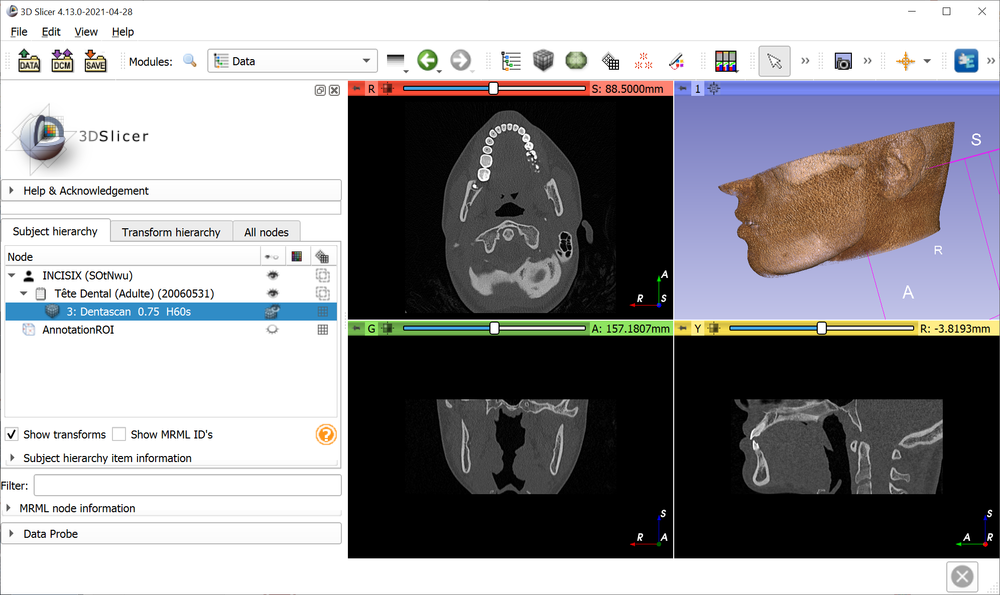 3D Slicer 4.13.0-2021-04-28
File Edit View Help
DATA DCM SAVE Modules: Data
R S: 88.5000mm
1
3DSlicer
Help & Acknowledgement
Subject hierarchy Transform hierarchy All nodes
Node
INCISIX (SOtNwu)
Tête Dental (Adulte) (20060531)
3: Dentascan 0.75 H60s
AnnotationROI
Show transforms Show MRML ID's
Subject hierarchy item information
Filter:
MRML node information
Data Probe
A
R S
S
R
A
G A: 157.1807mm
Y R: -3.8193mm
S
R A
S
A R